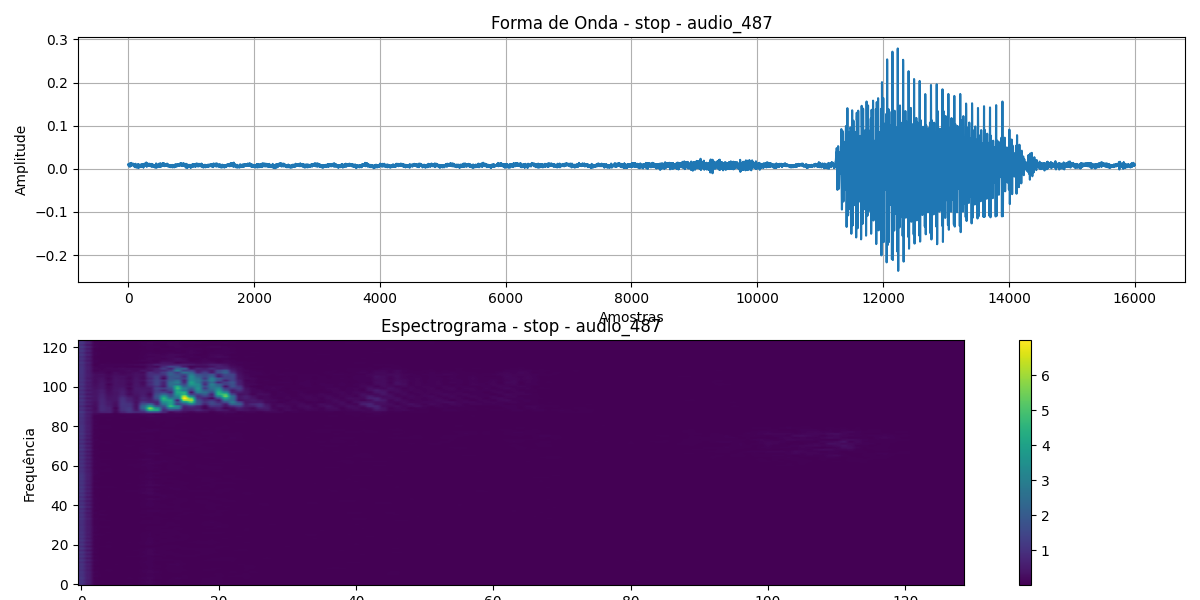 Forma de Onda - stop - audio_487
0.3
0.2
0.1
0.0
−0.1
−0.2
Amplitude
0 2000 4000 6000 8000 10000 12000 14000 16000
Amostras
Espectrograma - stop - audio_487
120
100
80
60
40
20
0
Frequência
0 20 40 60 80 100 120
6
5
4
3
2
1